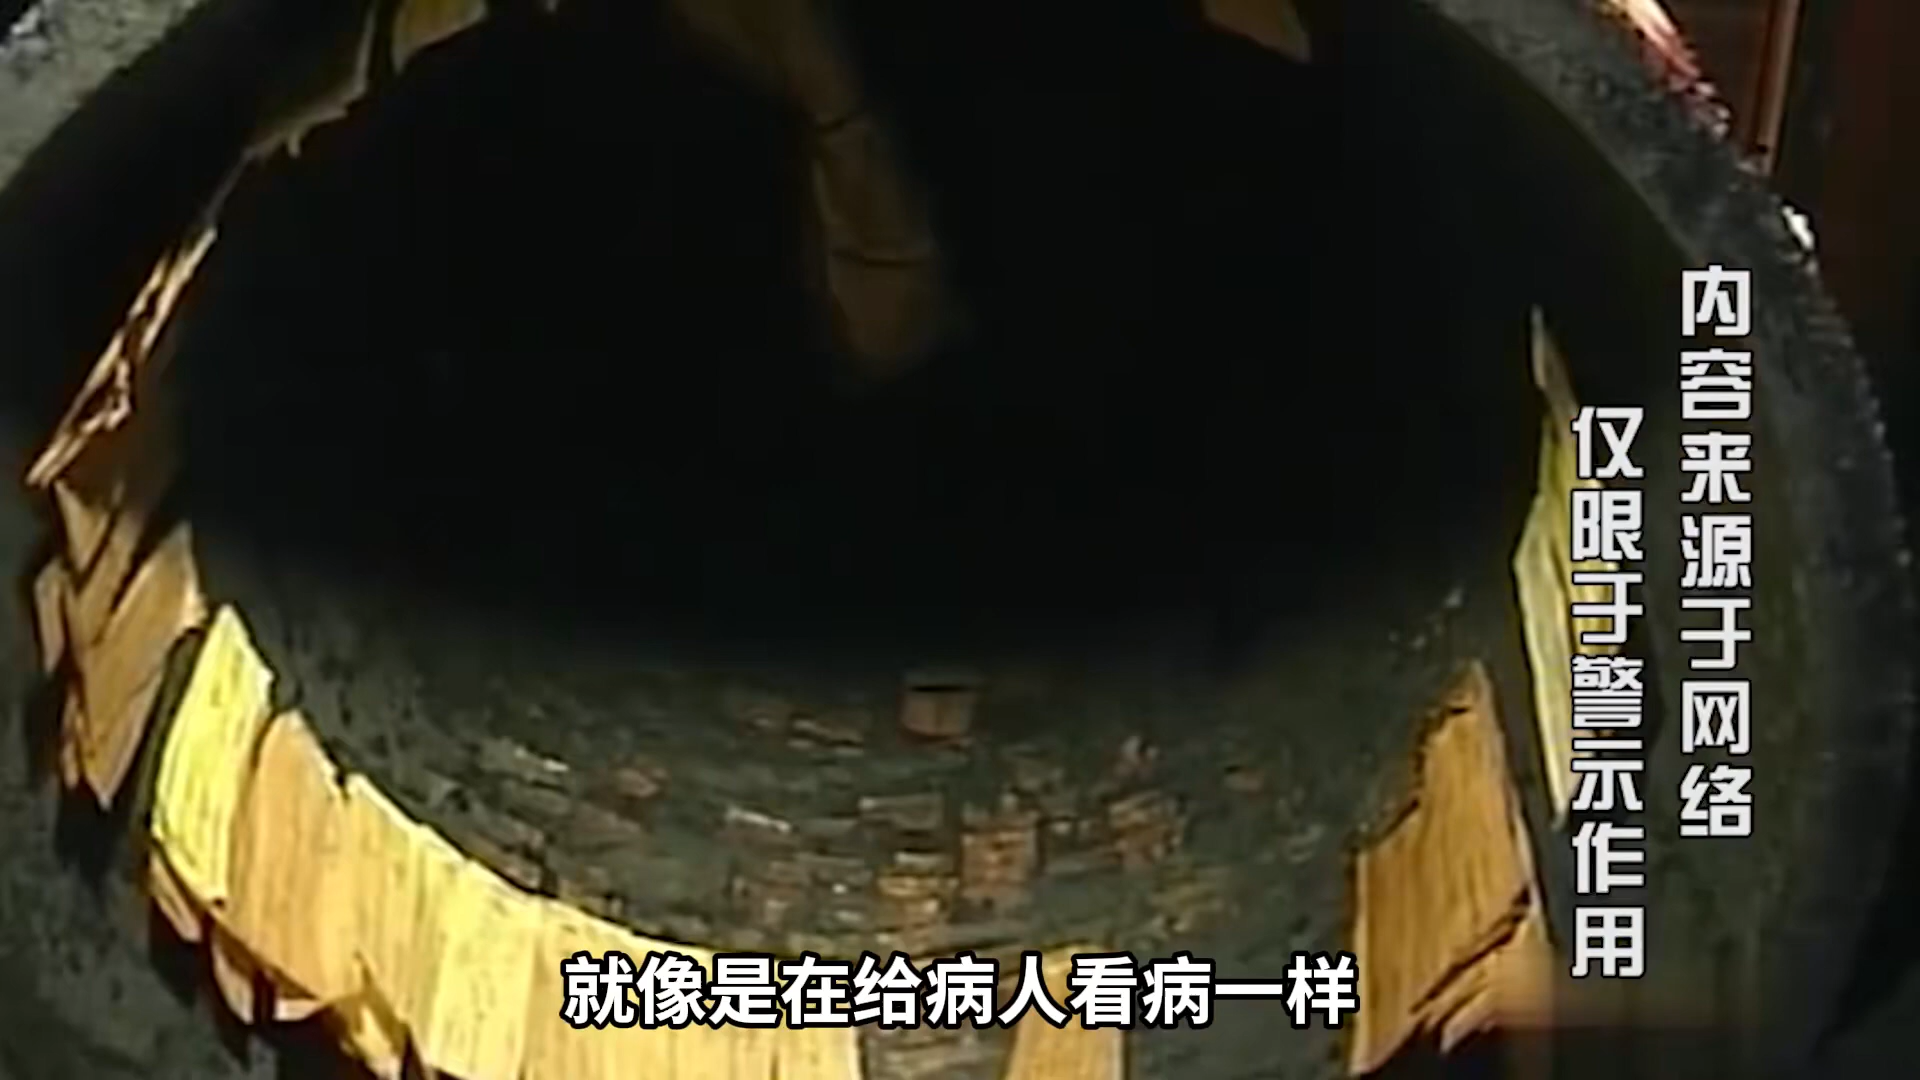 内容来源于网络
仅限于警示作用
就像是在给病人看病一样